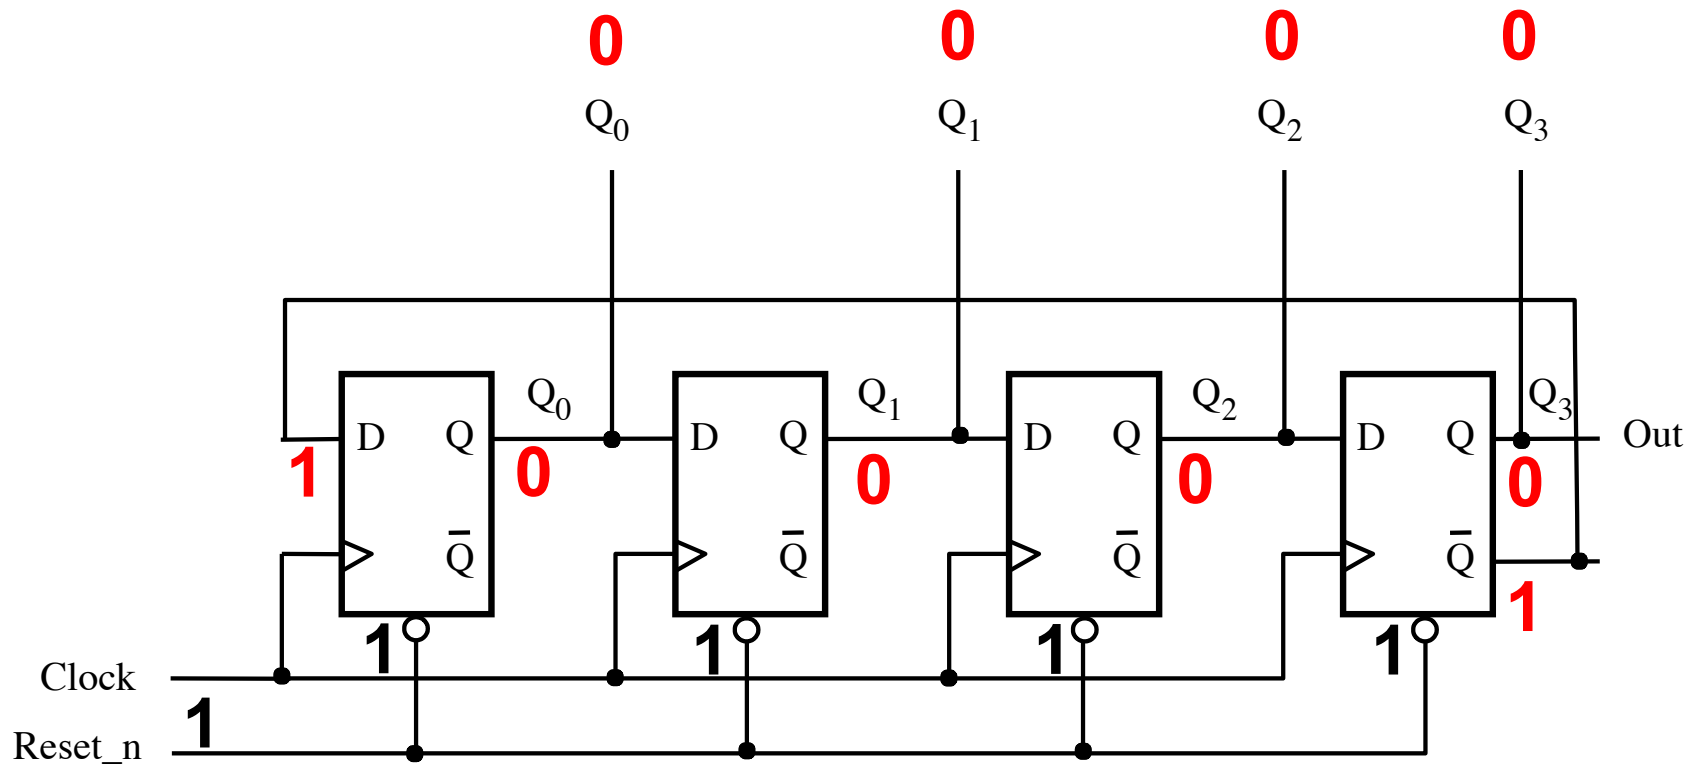 0 0 0 0
Q0 Q1 Q2 Q3
Q0 Q1 Q2 Q3
D Q D Q D Q D Q Out
1 0 0 0 0
Q̅ Q̅ Q̅ Q̅
1
1 1 1 1
Clock
1
Reset_n